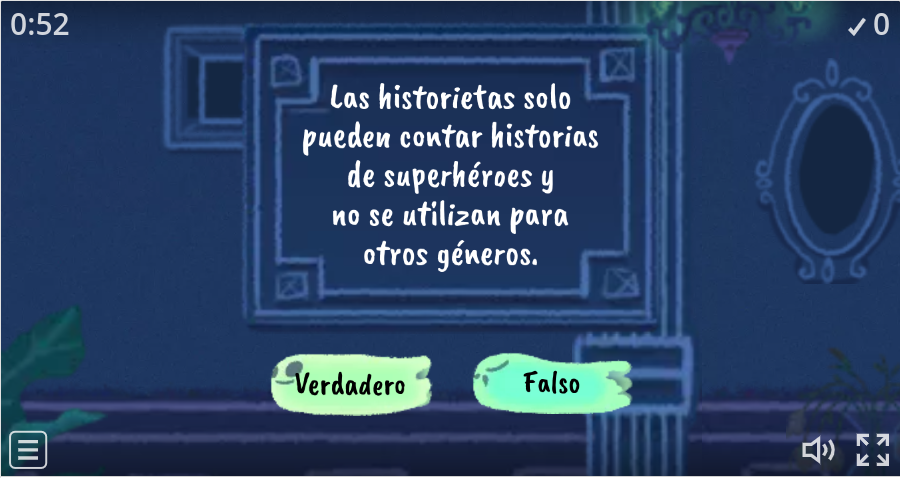 0:52
✓ 0
Las historietas solo
pueden contar historias
de superhéroes y
no se utilizan para
otros géneros.
Verdadero
Falso